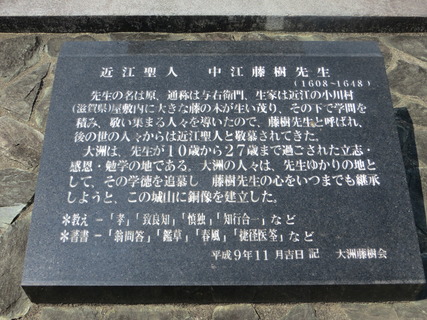 近江聖人　中江藤樹先生
(1608~1648)
先生の名は原、通称は与右衛門、生家は近江の小川村
(滋賀県)屋敷内に大きな藤の木が生い茂り、その下で学問を
積み、敬い集まる人々を導いたので、藤樹先生と呼ばれ、
後の世の人々からは近江聖人と敬慕されてきた。
大洲は、先生が10歳から27歳まで過ごされた立志・
感恩・勉学の地である。大洲の人々は、先生ゆかりの地と
して、その学徳を追慕し　藤樹先生の心をいつまでも継承
しようと、この城山に銅像を建立した。
＊教え－「孝」「致良知」「慎独」「知行合一」など
＊著書－「翁問答」「鑑草」「春風」「捷径医筌」など
平成9年11月吉日 記　大洲藤樹会